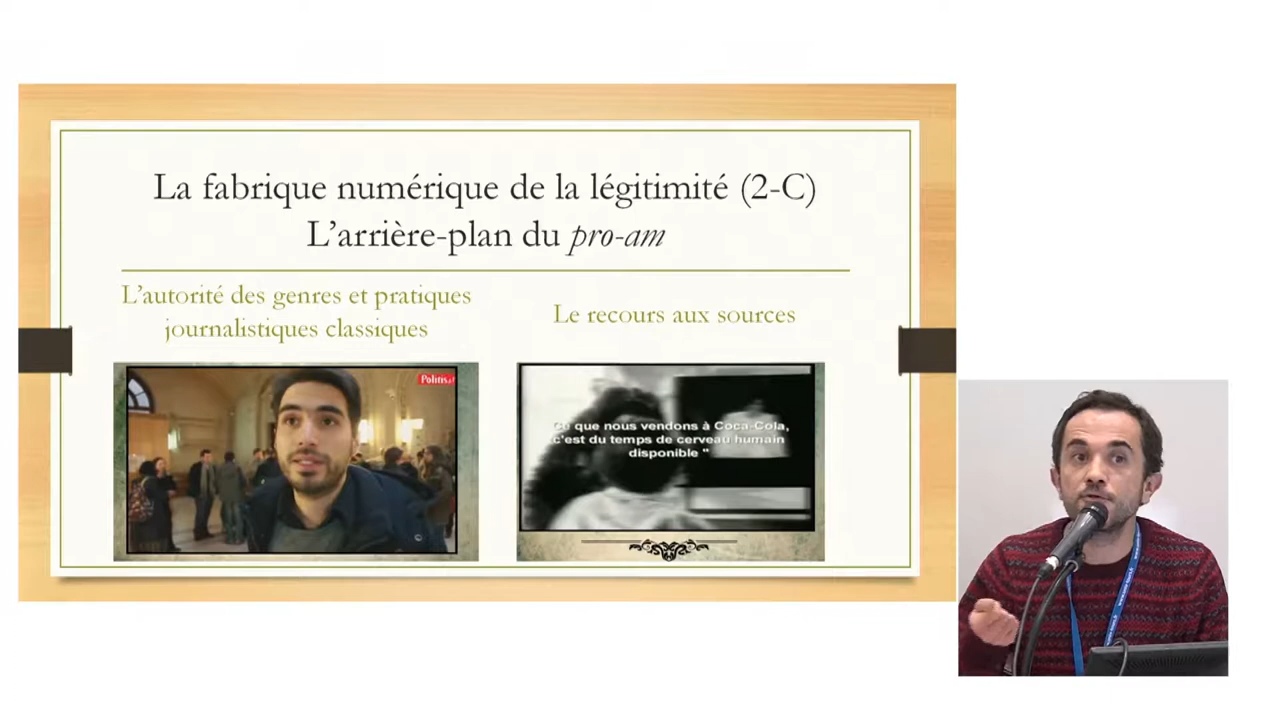 La fabrique numérique de la légitimité (2-C)
L’arrière-plan du pro-am
L’autorité des genres et pratiques
journalistiques classiques
Le recours aux sources
Politis
Ce que nous vendons à Coca-Cola,
c'est du temps de cerveau humain
disponible "